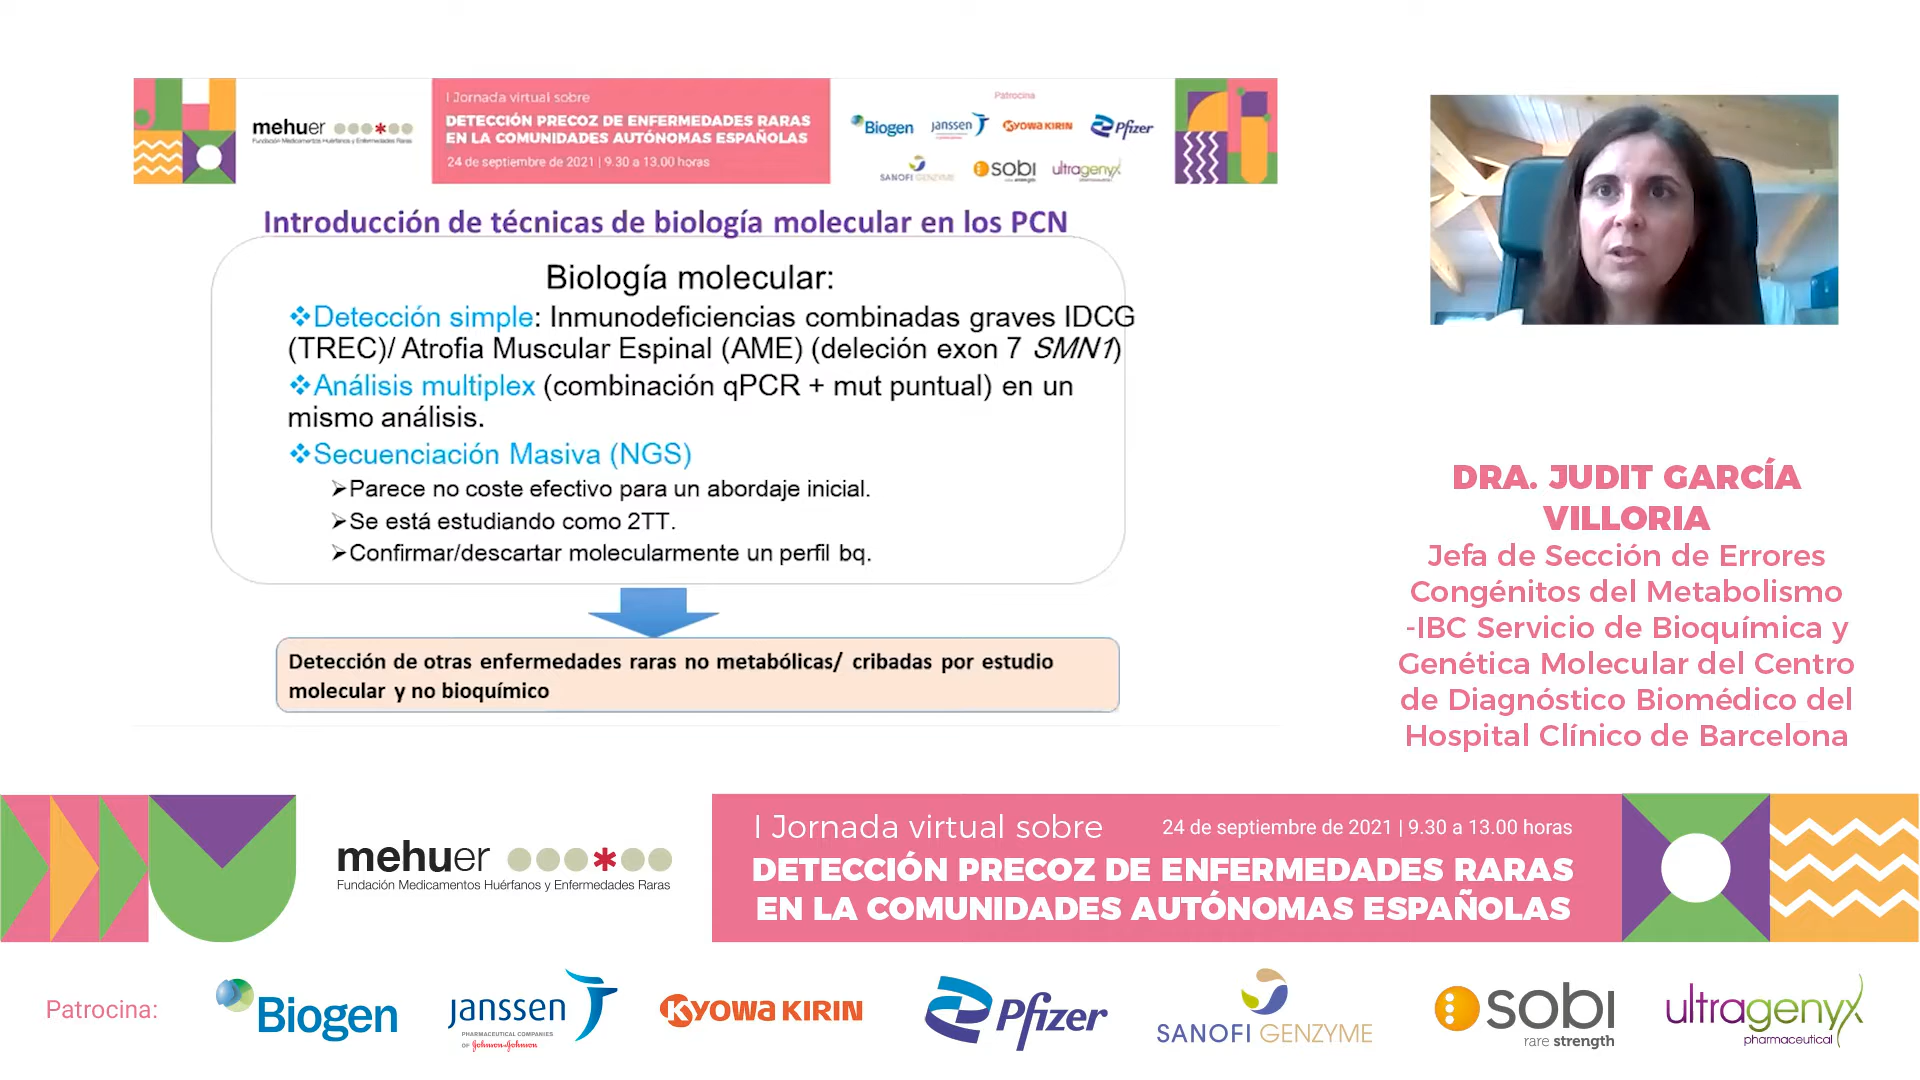 I Jornada virtual sobre
DETECCIÓN PRECOZ DE ENFERMEDADES RARAS
EN LA COMUNIDADES AUTÓNOMAS ESPAÑOLAS
24 de septiembre de 2021 | 9.30 a 13.00 horas
mehuer
Fundación Medicamentos Huérfanos y Enfermedades Raras
Patrocina
Biogen
janssen
KYOWA KIRIN
Pfizer
SANOFI GENZYME
sobi
ultragenyx
Introducción de técnicas de biología molecular en los PCN
Biología molecular:
❖Detección simple: Inmunodeficiencias combinadas graves IDCG
(TREC)/ Atrofia Muscular Espinal (AME) (deleción exon 7 SMN1)
❖Análisis multiplex (combinación qPCR + mut puntual) en un
mismo análisis.
❖Secuenciación Masiva (NGS)
➢Parece no coste efectivo para un abordaje inicial.
➢Se está estudiando como 2TT.
➢Confirmar/descartar molecularmente un perfil bq.
Detección de otras enfermedades raras no metabólicas/ cribadas por estudio
molecular y no bioquímico
DRA. JUDIT GARCÍA
VILLORIA
Jefa de Sección de Errores
Congénitos del Metabolismo
-IBC Servicio de Bioquímica y
Genética Molecular del Centro
de Diagnóstico Biomédico del
Hospital Clínico de Barcelona
mehuer
Fundación Medicamentos Huérfanos y Enfermedades Raras
I Jornada virtual sobre
24 de septiembre de 2021 | 9.30 a 13.00 horas
DETECCIÓN PRECOZ DE ENFERMEDADES RARAS
EN LA COMUNIDADES AUTÓNOMAS ESPAÑOLAS
Patrocina:
Biogen
janssen
PHARMACEUTICAL COMPANIES
OF Johnson & Johnson
KYOWA KIRIN
Pfizer
SANOFI GENZYME
sobi
rare strength
ultragenyx
pharmaceutical